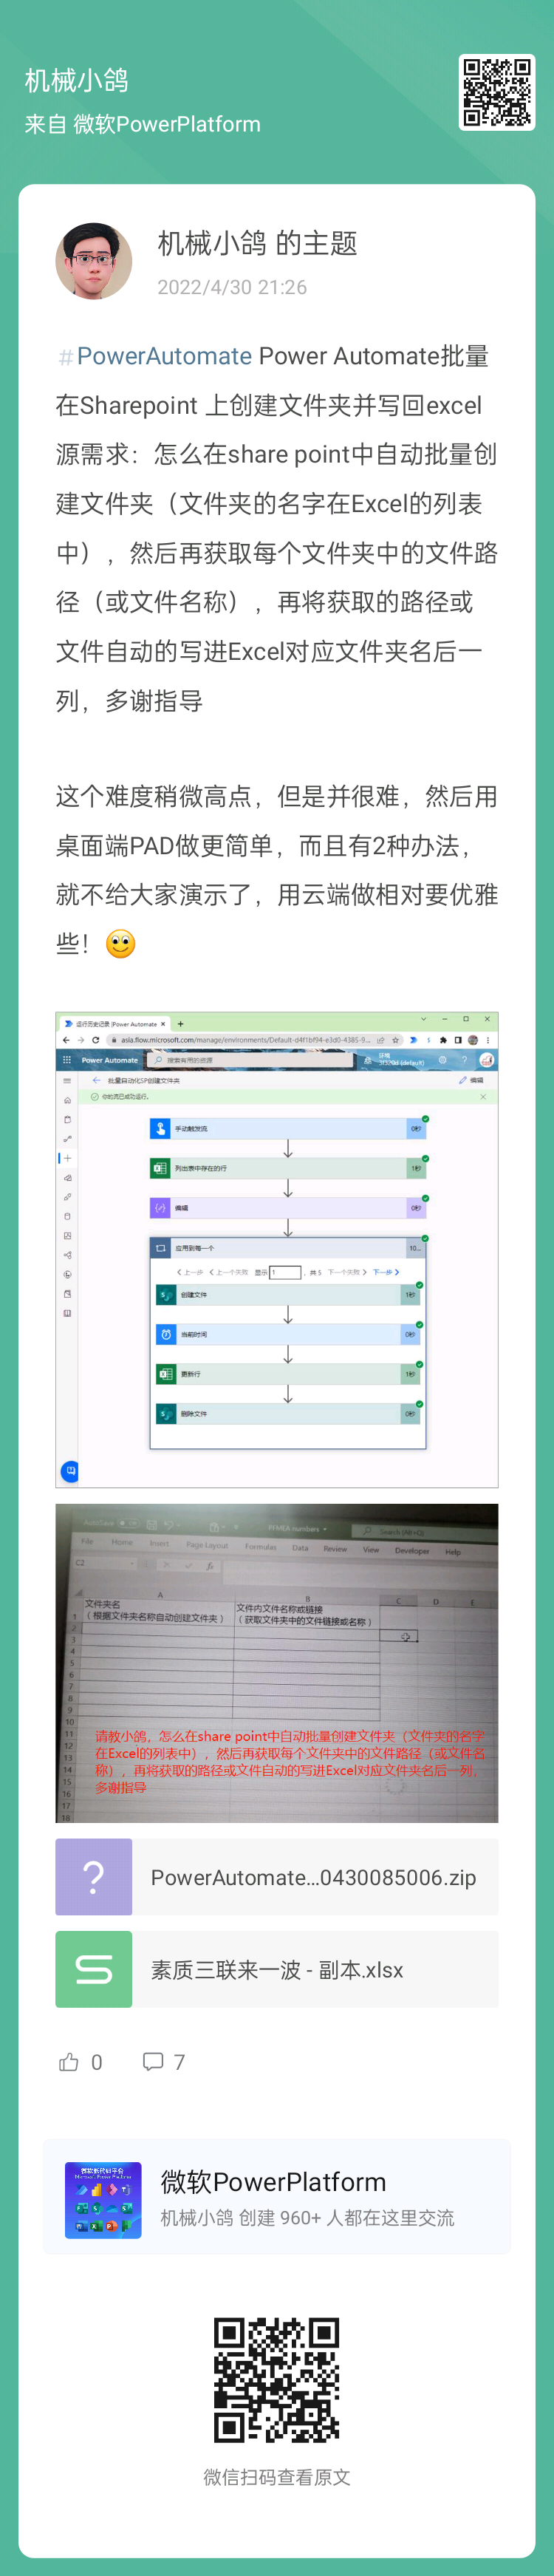 机械小鸽
来自 微软PowerPlatform
机械小鸽 的主题
2022/4/30 21:26
#PowerAutomate Power Automate批量
在Sharepoint 上创建文件夹并写回excel
源需求：怎么在share point中自动批量创
建文件夹（文件夹的名字在Excel的列表
中），然后再获取每个文件夹中的文件路
径（或文件名称），再将获取的路径或
文件自动的写进Excel对应文件夹名后一
列，多谢指导
这个难度稍微高点，但是并很难，然后用
桌面端PAD做更简单，而且有2种办法，
就不给大家演示了，用云端做相对要优雅
些！
运行历史记录 |Power Automate
Power Automate
搜索有用的资源
环境
批量自动化SP创建文件夹
编辑
你的流已成功运行。
手动触发流
0秒
列出表中存在的行
1秒
编辑
0秒
应用到每一个
10...
上一步 上一个失败 显示 1 ，共 5 下一个失败 下一步
创建文件
1秒
当前时间
0秒
更新行
1秒
删除文件
0秒
AutoSave
PFMEA numbers
Search (Alt+Q)
File Home Insert Page Layout Formulas Data Review View Developer Help
C2
A B C D E
文件夹名
（根据文件夹名称自动创建文件夹）
文件内文件名称或链接
（获取文件夹中的文件链接或名称）
1
2
3
4
5
6
7
8
9
10
11
12
13
14
15
16
17
18
请教小鸽，怎么在share point中自动批量创建文件夹（文件夹的名字
在Excel的列表中），然后再获取每个文件夹中的文件路径（或文件名
称），再将获取的路径或文件自动的写进Excel对应文件夹名后一列，
多谢指导
PowerAutomate...0430085006.zip
素质三联来一波 - 副本.xlsx
0
7
微软PowerPlatform
机械小鸽 创建 960+ 人都在这里交流
微信扫码查看原文